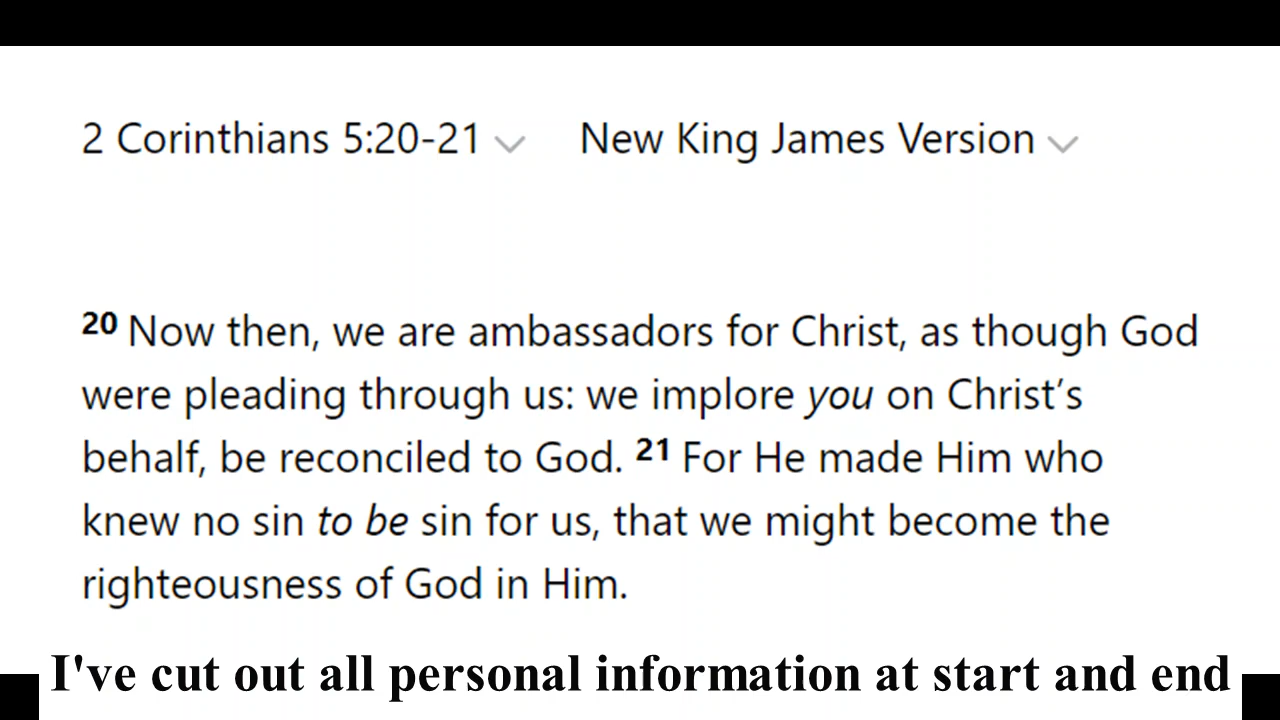 2 Corinthians 5:20-21 New King James Version
20 Now then, we are ambassadors for Christ, as though God
were pleading through us: we implore you on Christ’s
behalf, be reconciled to God. 21 For He made Him who
knew no sin to be sin for us, that we might become the
righteousness of God in Him.
I've cut out all personal information at start and end